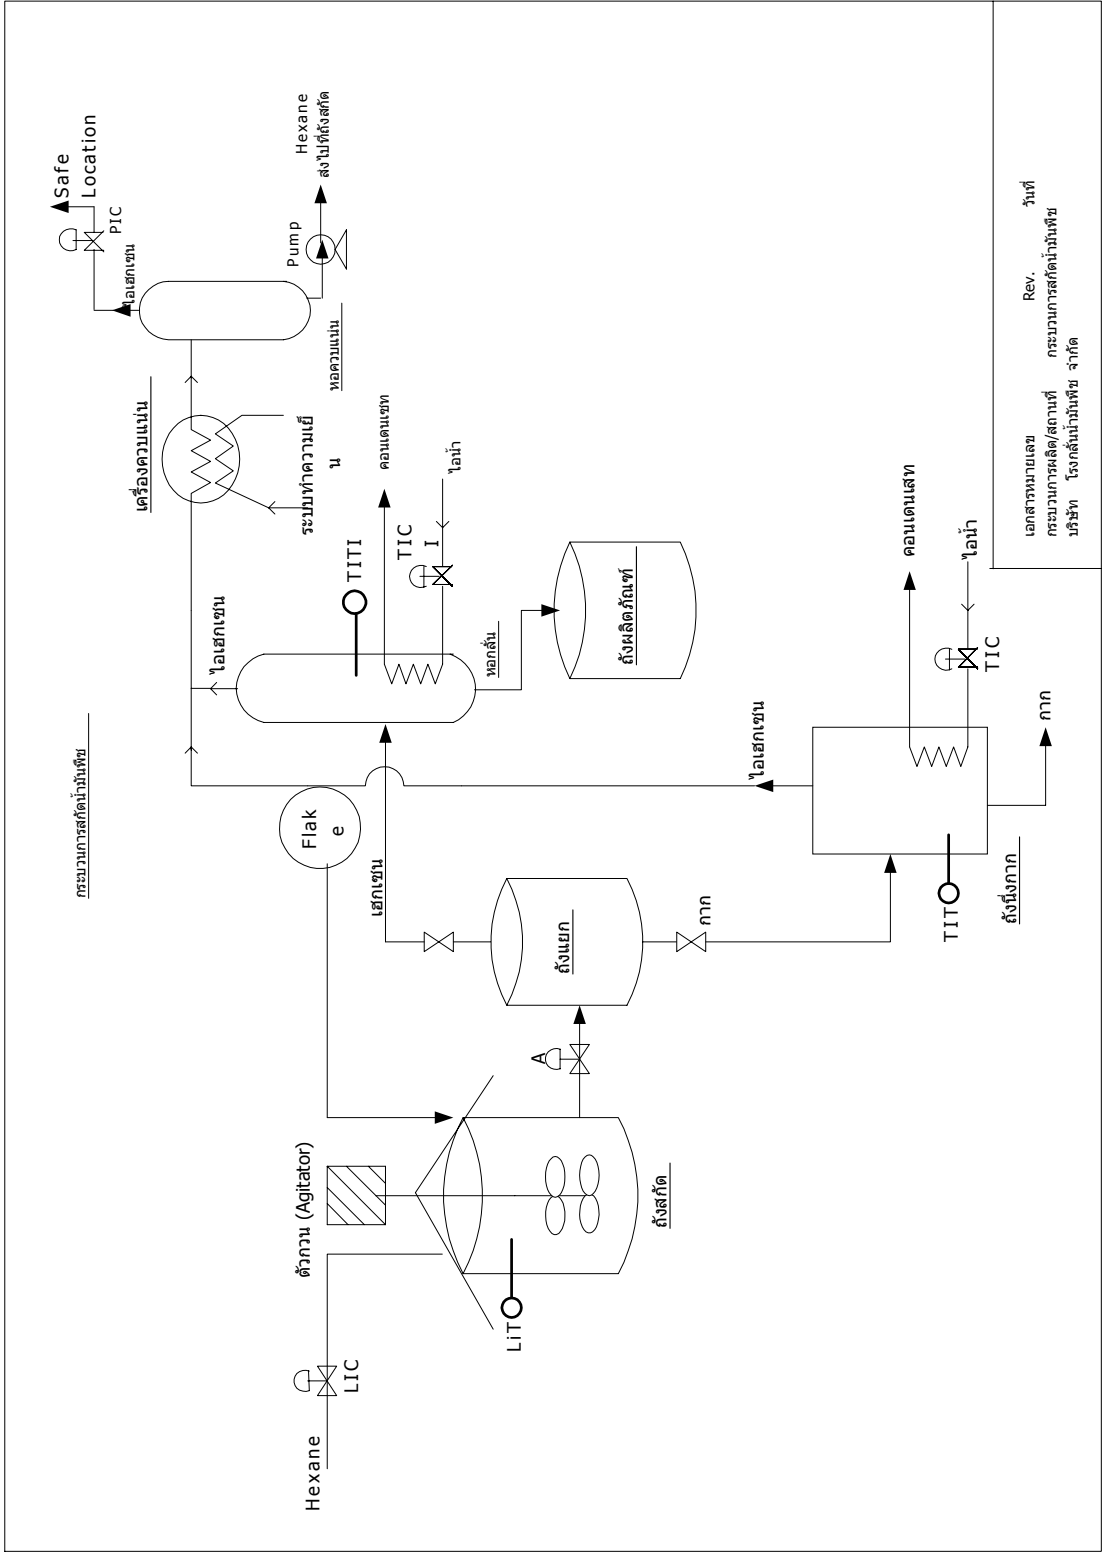 กระบวนการสกัดน้ำมันพืช
Hexane
LIC
ตัวกวน (Agitator)
LiT
ถังสกัด
A
Flak
e
เฮกเซน
ถังแยก
กาก
ไอเฮกเซน
TIT
ถังนึ่งกาก
กาก
TIC
ไอน้ำ
คอนเดนเสท
ไอเฮกเซน
TITI
หอกลั่น
TIC
I
ไอน้ำ
คอนเดนเซท
ถังผลิตภัณฑ์
เครื่องควบแน่น
ระบบทำความเย็
น
หอควบแน่น
ไอเฮกเซน
PIC
Safe
Location
Pump
Hexane
ส่งไปที่ถังสกัด
เอกสารหมายเลข Rev. วันที่
กระบวนการผลิต/สถานที่ กระบวนการสกัดน้ำมันพืช
บริษัท โรงกลั่นน้ำมันพืช จำกัด